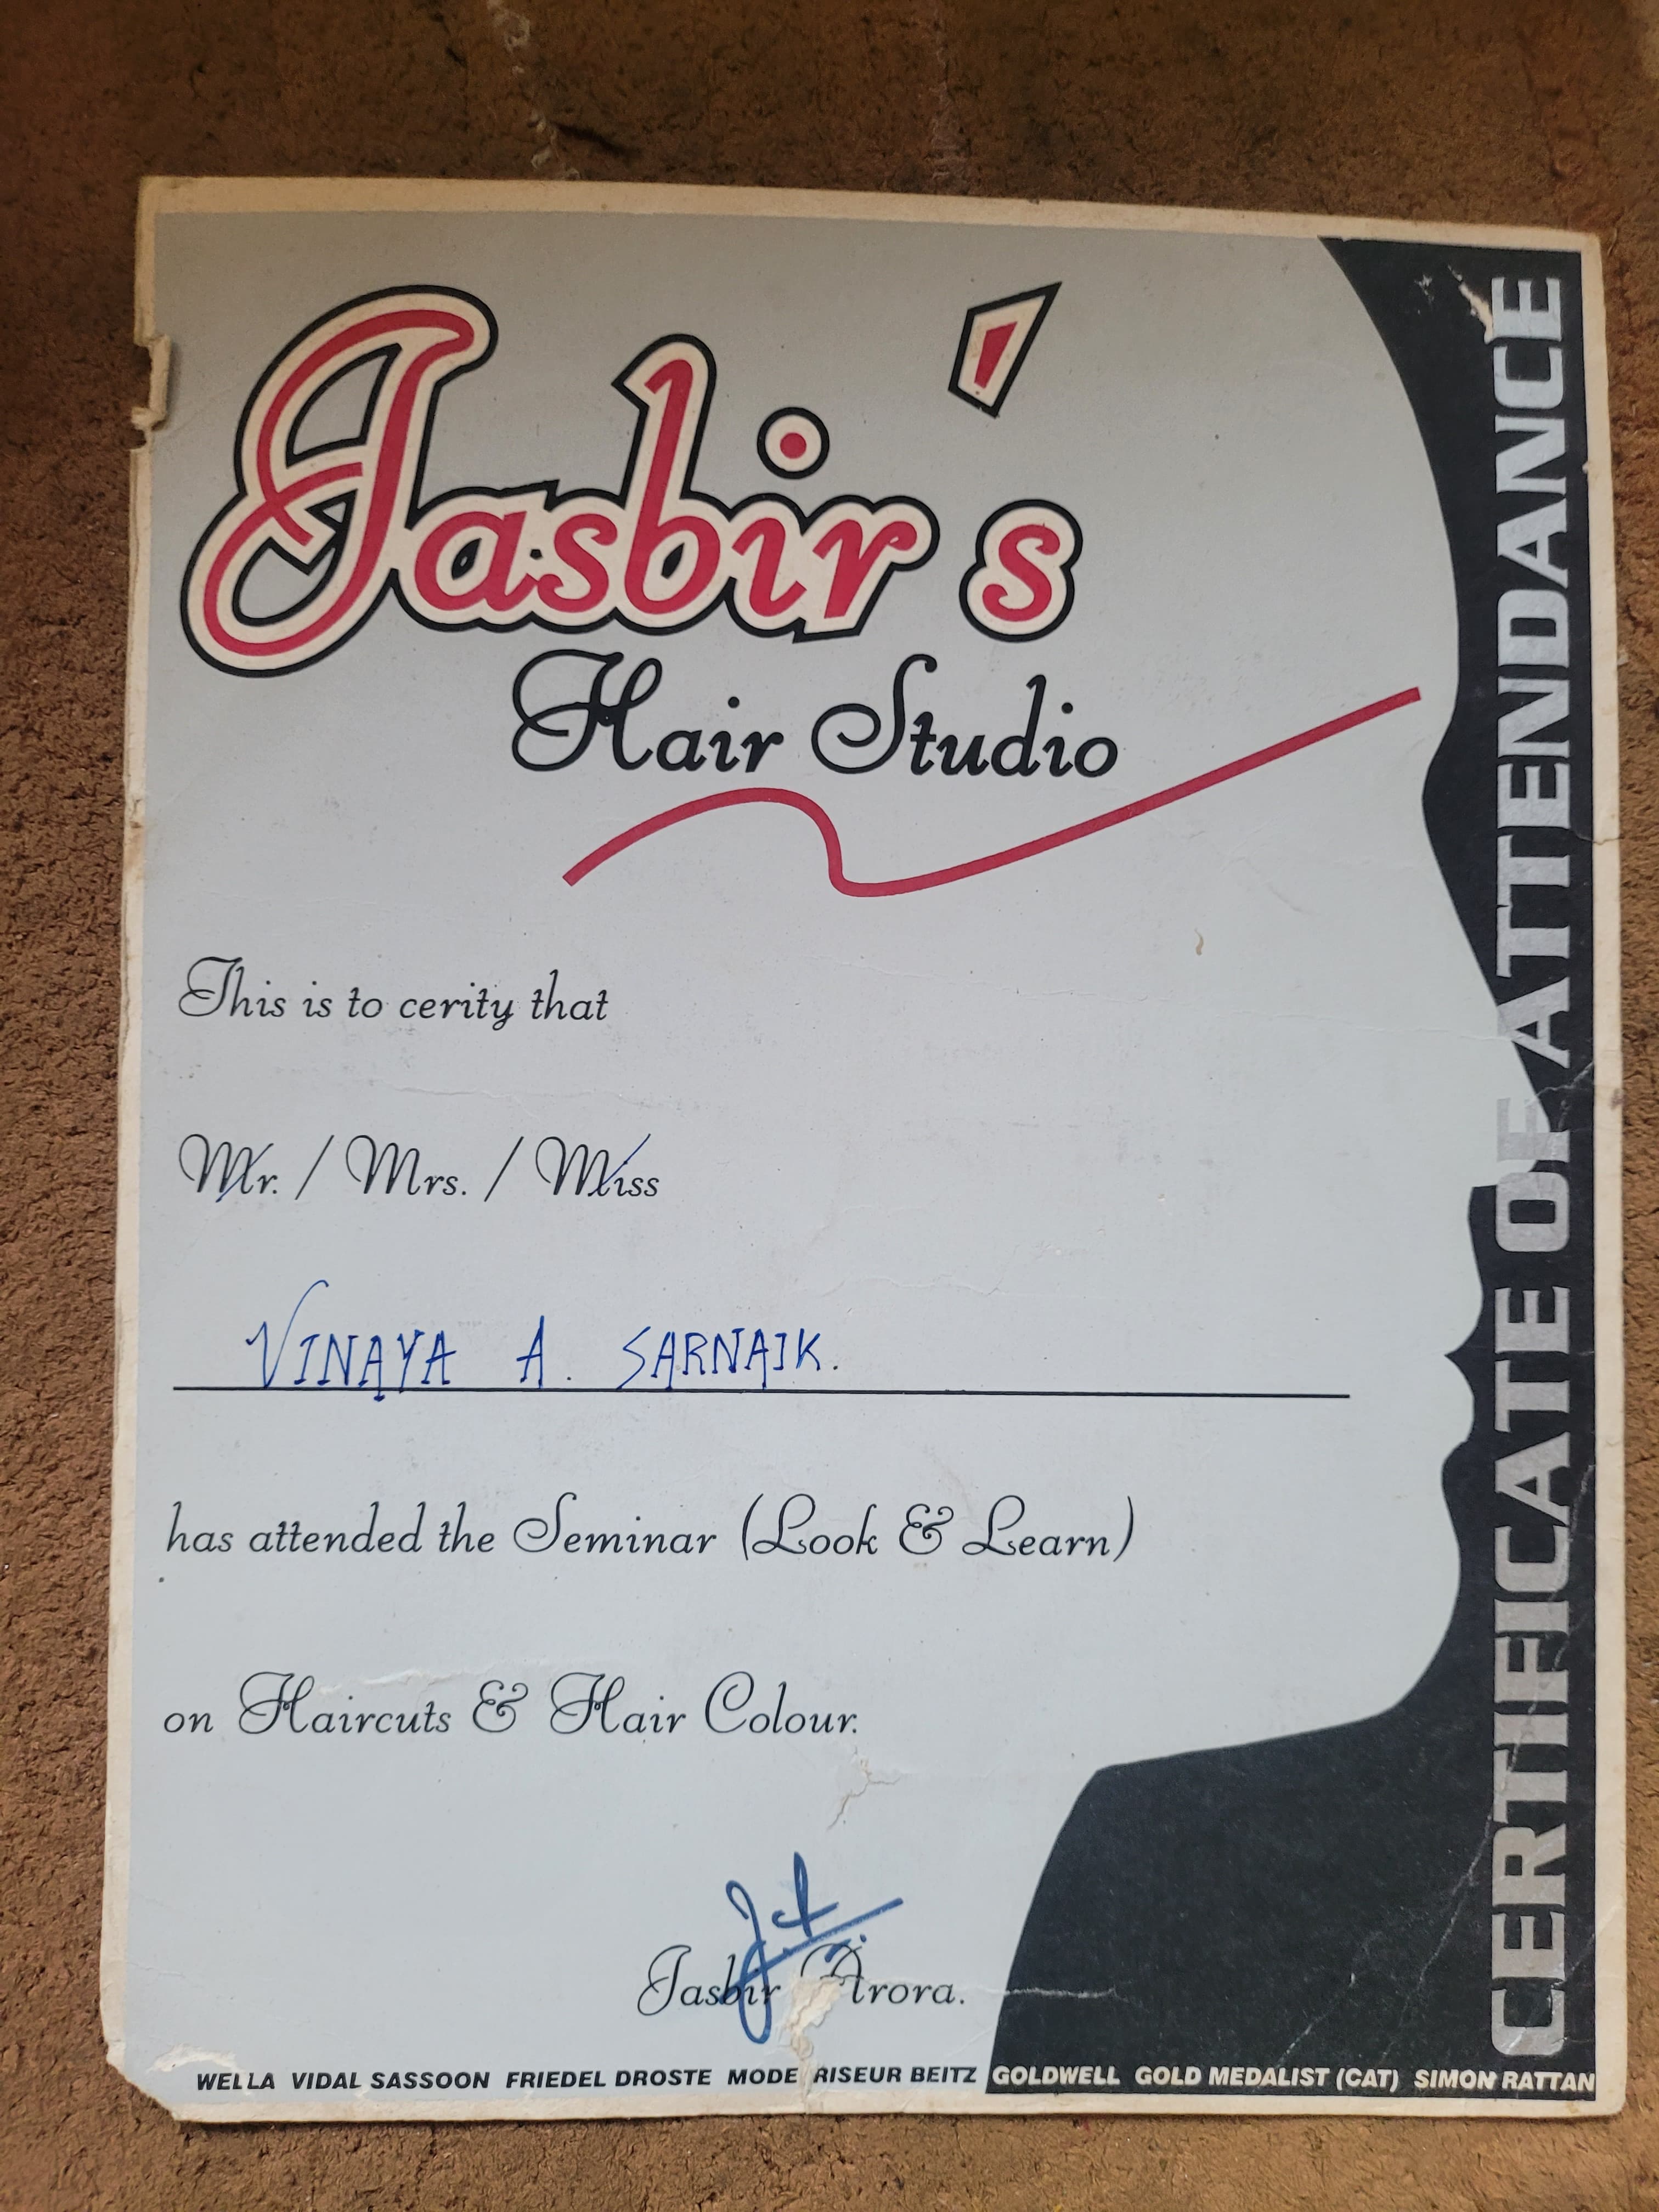 Jasbir's
Hair Studio
This is to cerity that
Mr. / Mrs. / Miss
VINAYA A. SARNAIK.
has attended the Seminar (Look & Learn)
on Haircuts & Hair Colour.
Jasbir Arora.
WELLA VIDAL SASSOON FRIEDEL DROSTE MODE RISEUR BEITZ GOLDWELL GOLD MEDALIST (CAT) SIMON RATTAN
CERTIFICATE OF ATTENDANCE